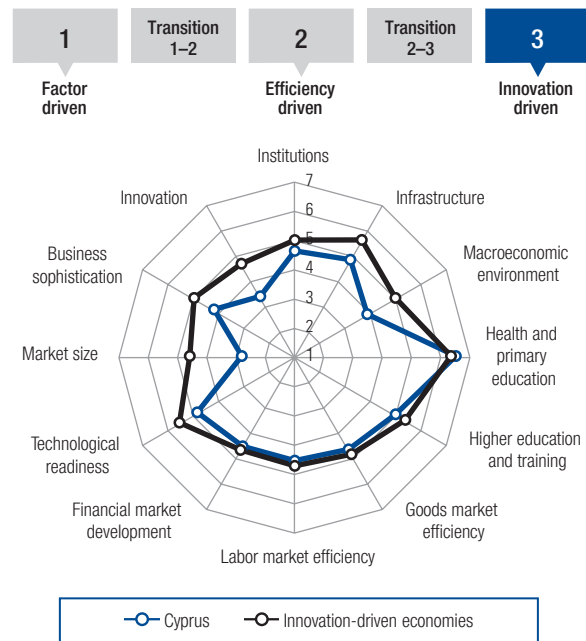 1
Transition
1–2
2
Transition
2–3
3
Factor
driven
Efficiency
driven
Innovation
driven
Institutions
7
6
5
4
3
2
1
Infrastructure
Macroeconomic
environment
Health and
primary
education
Higher education
and training
Goods market
efficiency
Labor market efficiency
Financial market
development
Technological
readiness
Market size
Business
sophistication
Innovation
Cyprus
Innovation-driven economies